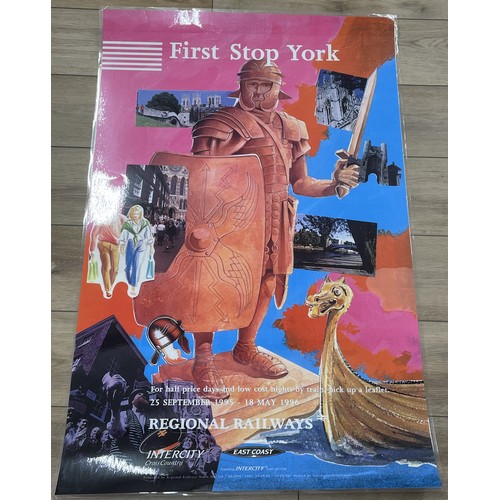 First Stop York
For half price days and low cost nights by train, pick up a leaflet.
25 SEPTEMBER 1995 - 18 MAY 1996
REGIONAL RAILWAYS
INTERCITY
CrossCountry
EAST COAST
INTERCITY